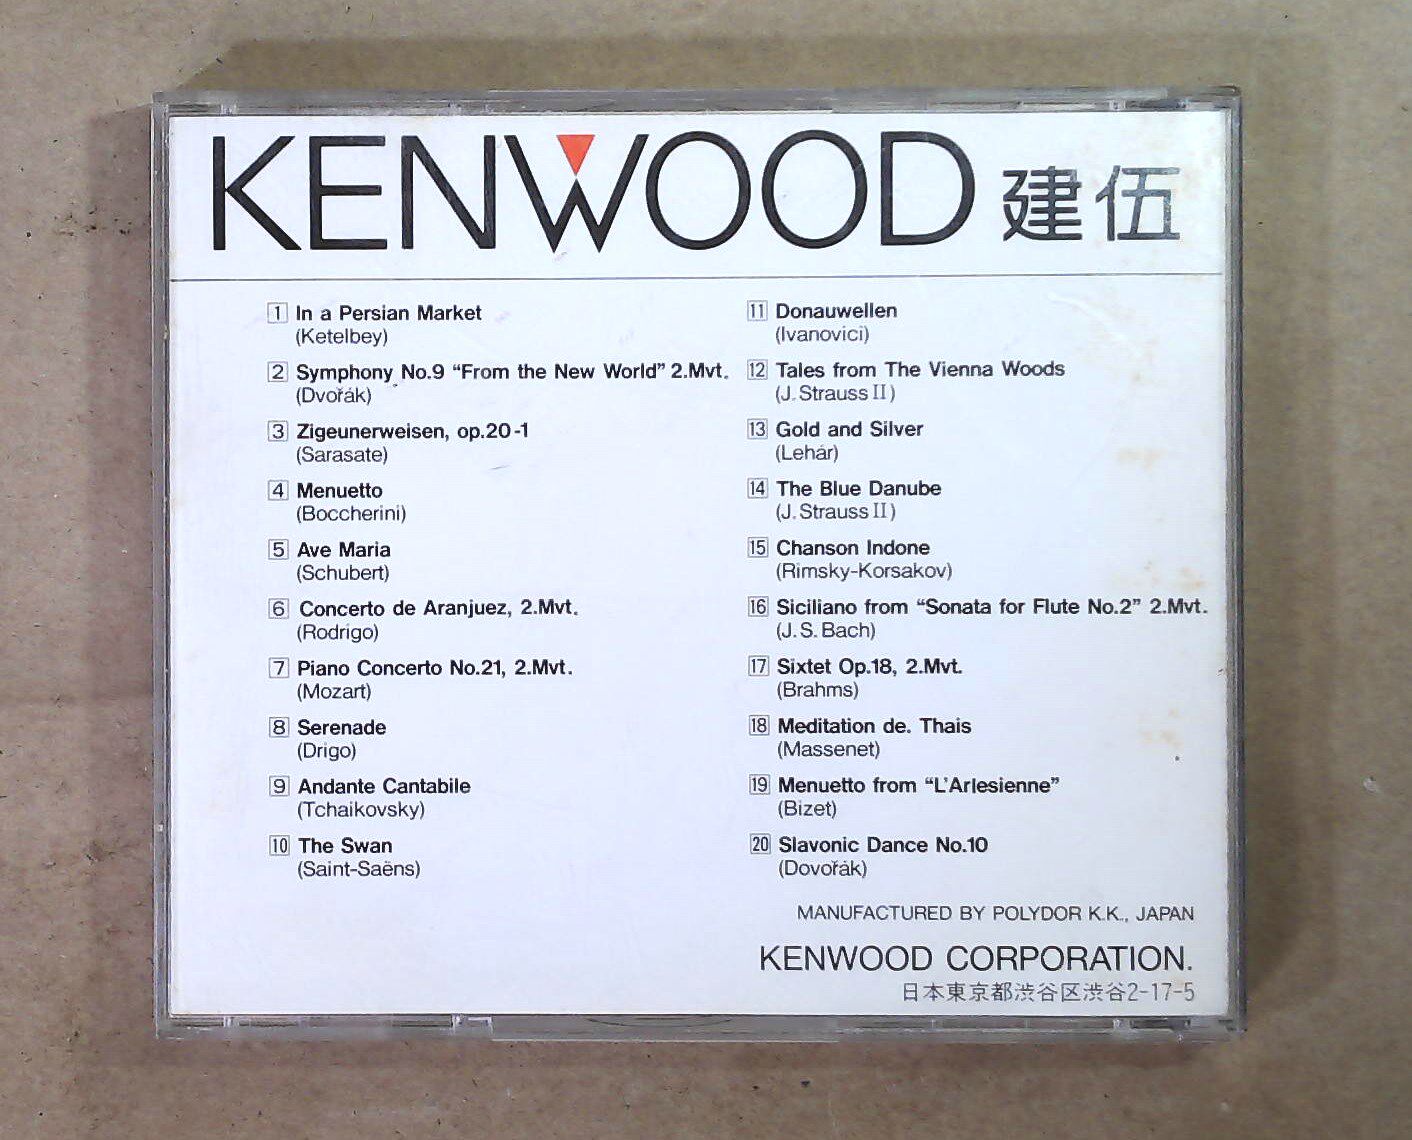 KENWOOD 建伍
1 In a Persian Market
(Ketelbey)
2 Symphony No.9 “From the New World” 2.Mvt.
(Dvořák)
3 Zigeunerweisen, op.20-1
(Sarasate)
4 Menuetto
(Boccherini)
5 Ave Maria
(Schubert)
6 Concerto de Aranjuez, 2.Mvt.
(Rodrigo)
7 Piano Concerto No.21, 2.Mvt.
(Mozart)
8 Serenade
(Drigo)
9 Andante Cantabile
(Tchaikovsky)
10 The Swan
(Saint-Saëns)
11 Donauwellen
(Ivanovici)
12 Tales from The Vienna Woods
(J. Strauss II)
13 Gold and Silver
(Lehár)
14 The Blue Danube
(J. Strauss II)
15 Chanson Indone
(Rimsky-Korsakov)
16 Siciliano from “Sonata for Flute No.2” 2.Mvt.
(J. S. Bach)
17 Sixtet Op.18, 2.Mvt.
(Brahms)
18 Meditation de. Thais
(Massenet)
19 Menuetto from “L'Arlesienne”
(Bizet)
20 Slavonic Dance No.10
(Dovořák)
MANUFACTURED BY POLYDOR K.K., JAPAN
KENWOOD CORPORATION.
日本東京都渋谷区渋谷2-17-5